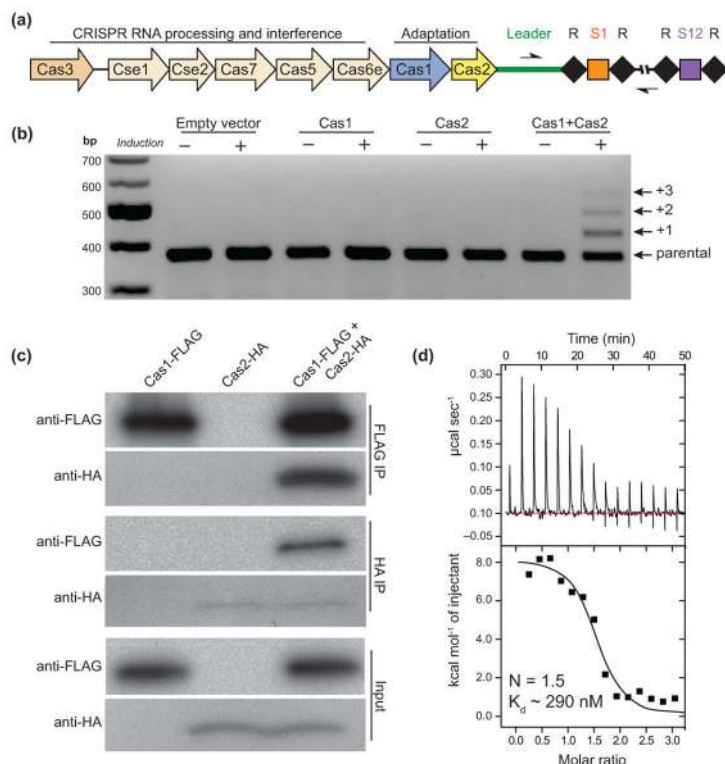 (a)
CRISPR RNA processing and interference
Adaptation
Leader
R S1 R R S12 R
Cas3 Cse1 Cse2 Cas7 Cas5 Cas6e Cas1 Cas2
(b)
Empty vector Cas1 Cas2 Cas1+Cas2
bp Induction − + − + − + − +
700
600
500
400
300
+3
+2
+1
parental
(c)
Cas1-FLAG
Cas2-HA
Cas1-FLAG +
Cas2-HA
anti-FLAG
anti-HA
FLAG IP
anti-FLAG
anti-HA
HA IP
anti-FLAG
anti-HA
Input
(d)
Time (min)
0 10 20 30 40 50
µcal sec⁻¹
0.30
0.25
0.20
0.15
0.10
0.05
0.10
−0.05
kcal mol⁻¹ of injectant
8.0
6.0
4.0
2.0
0.0
N = 1.5
Kd ~ 290 nM
0.0 0.5 1.0 1.5 2.0 2.5 3.0
Molar ratio